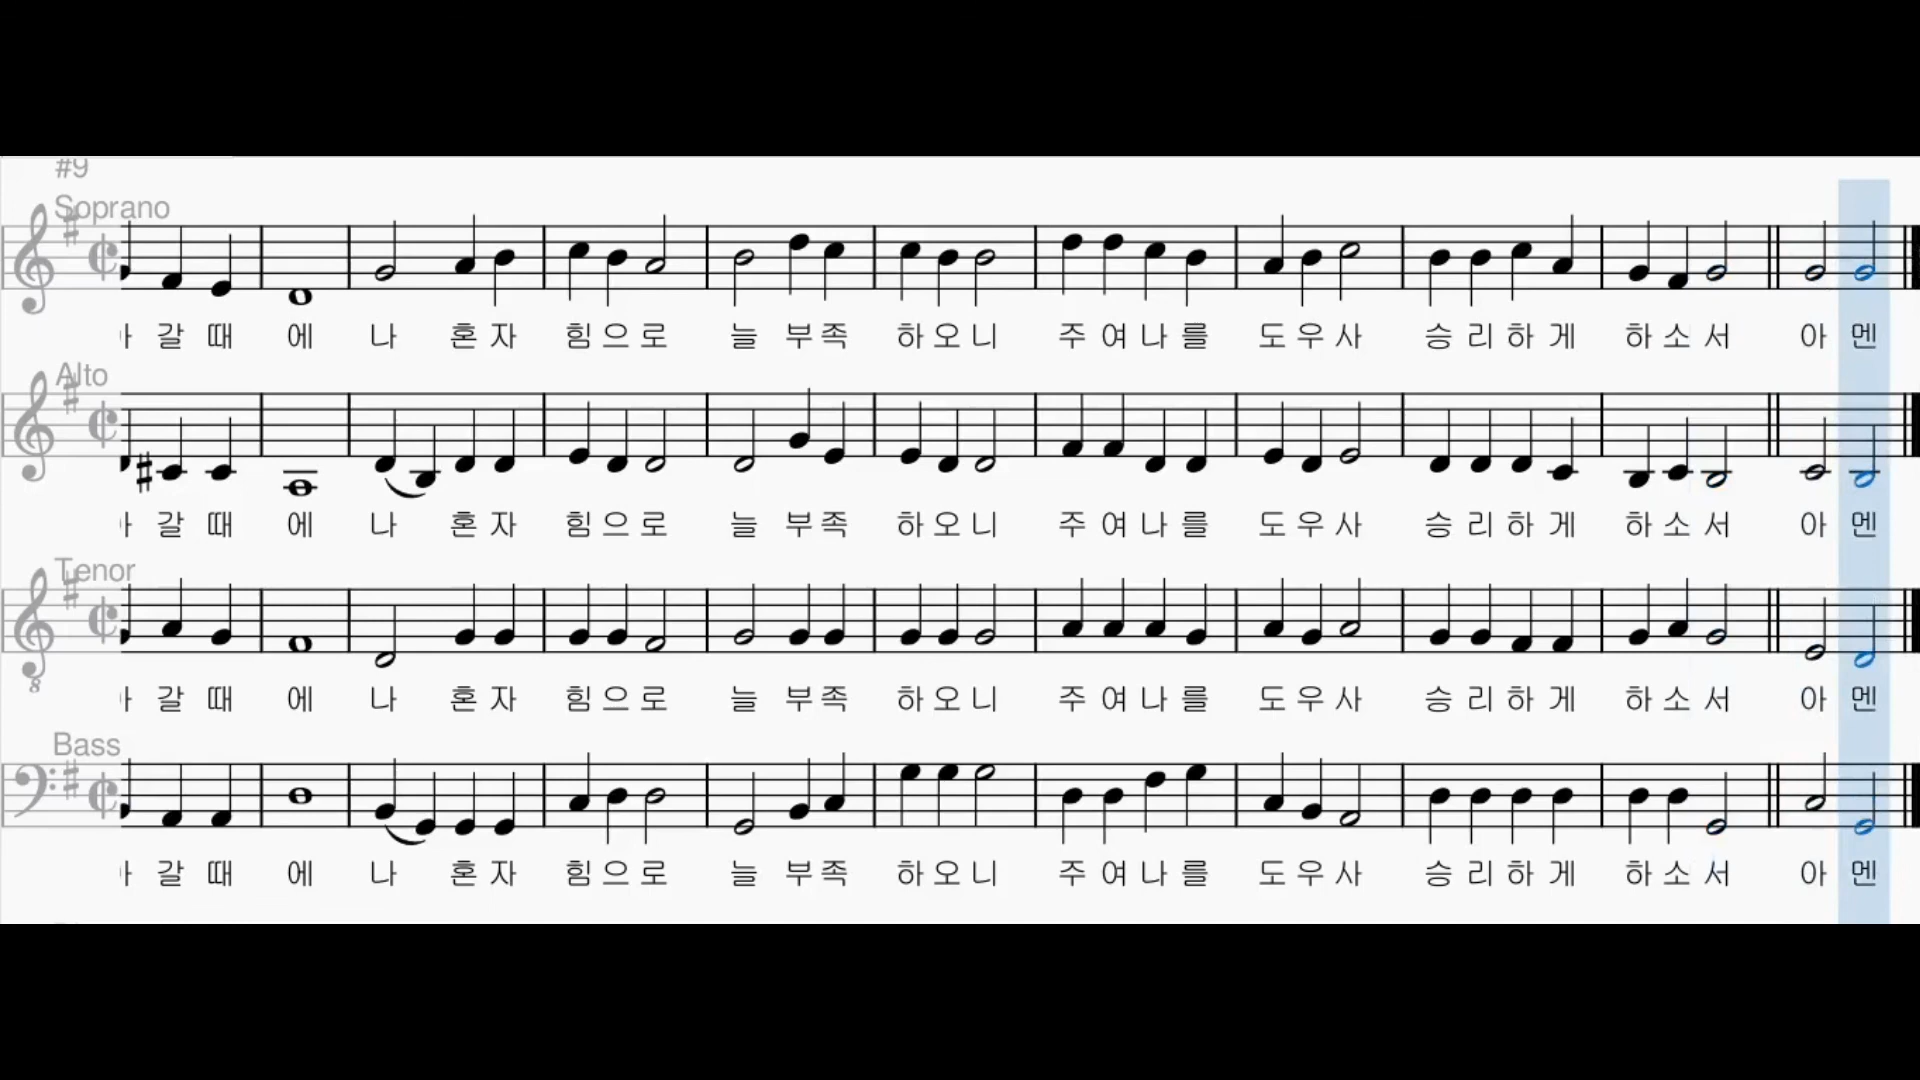 #9
Soprano
갈 때 에 나 혼 자 힘 으 로 늘 부 족 하 오 니 주 여 나 를 도 우 사 승 리 하 게 하 소 서 아 멘
Alto
갈 때 에 나 혼 자 힘 으 로 늘 부 족 하 오 니 주 여 나 를 도 우 사 승 리 하 게 하 소 서 아 멘
Tenor
8
갈 때 에 나 혼 자 힘 으 로 늘 부 족 하 오 니 주 여 나 를 도 우 사 승 리 하 게 하 소 서 아 멘
Bass
갈 때 에 나 혼 자 힘 으 로 늘 부 족 하 오 니 주 여 나 를 도 우 사 승 리 하 게 하 소 서 아 멘